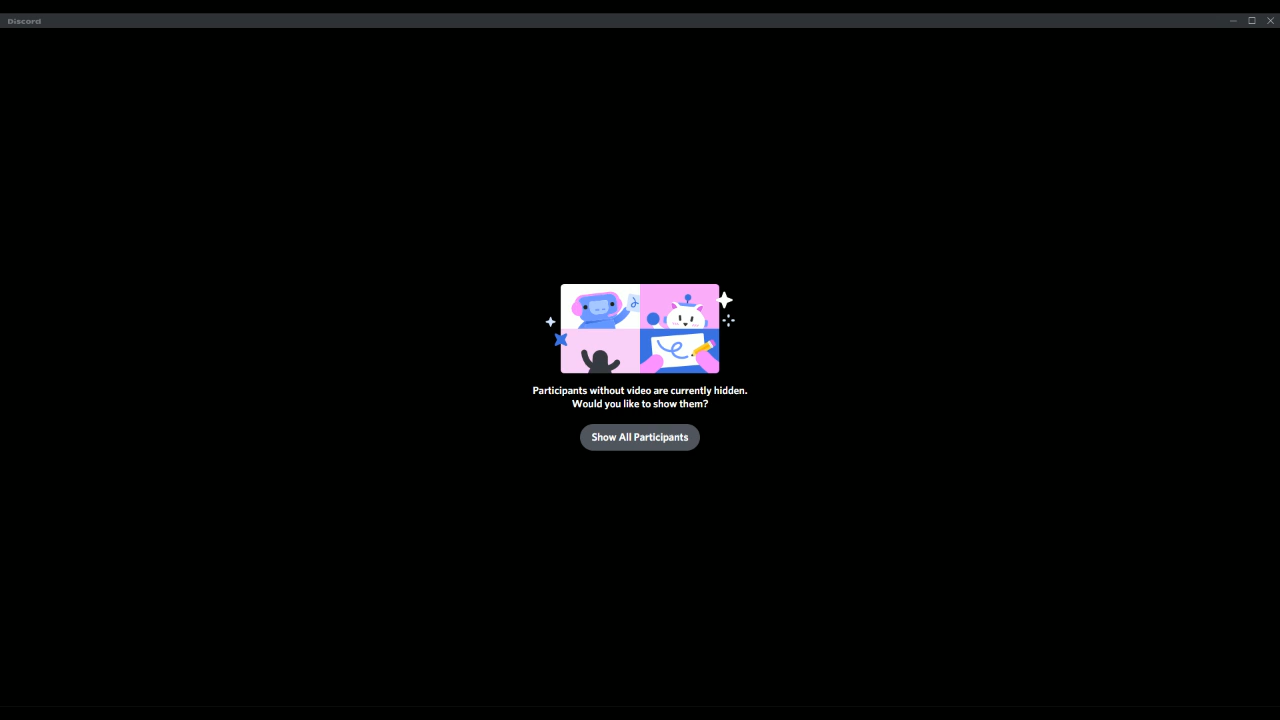 Discord
Participants without video are currently hidden.
Would you like to show them?
Show All Participants